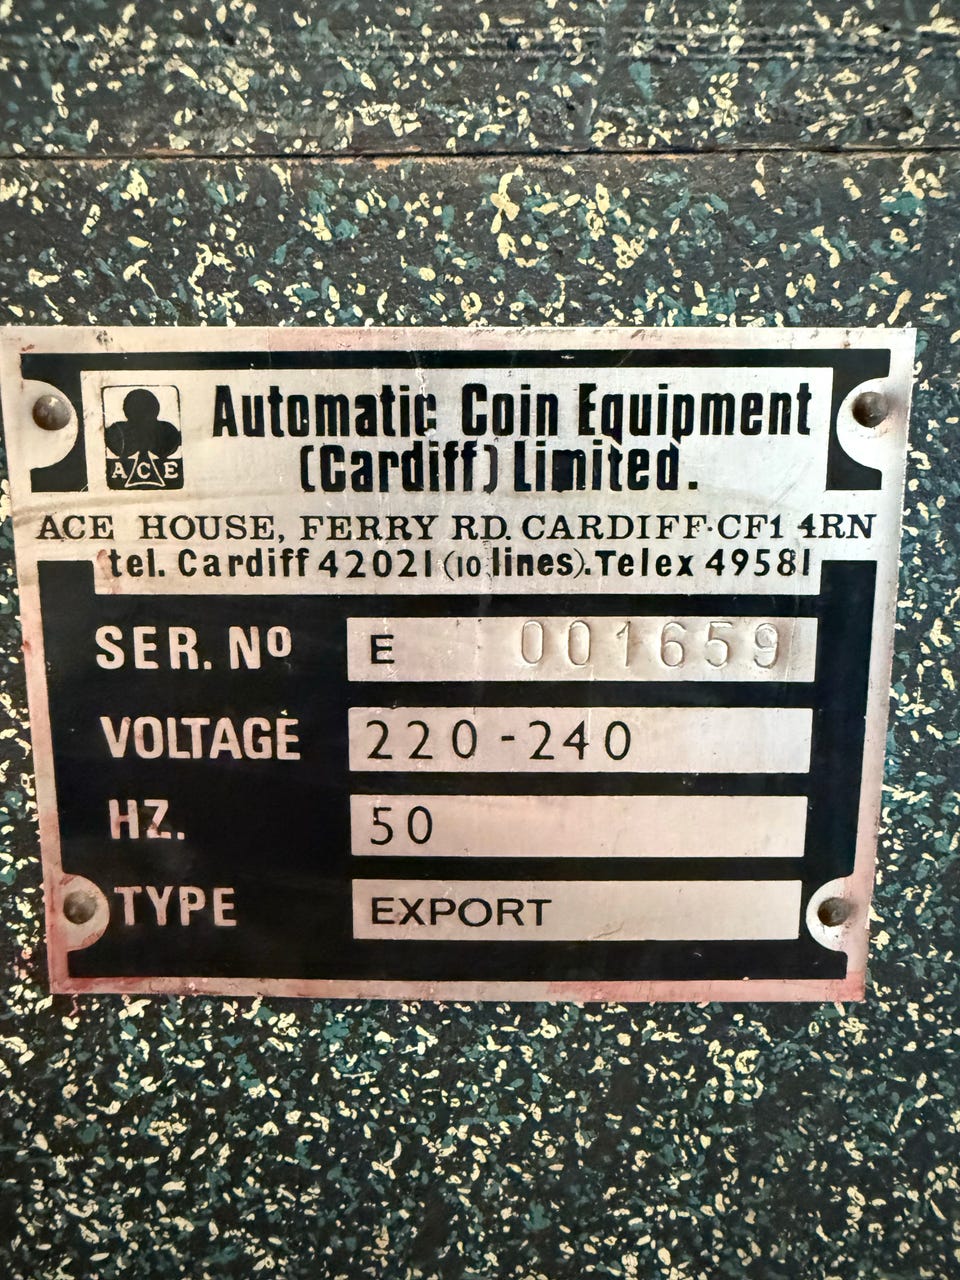 ACE
Automatic Coin Equipment
(Cardiff) Limited.
ACE HOUSE, FERRY RD. CARDIFF·CF1 4RN
tel. Cardiff 42021 (10 lines). Telex 49581
SER. Nº E 001659
VOLTAGE 220-240
HZ. 50
TYPE EXPORT